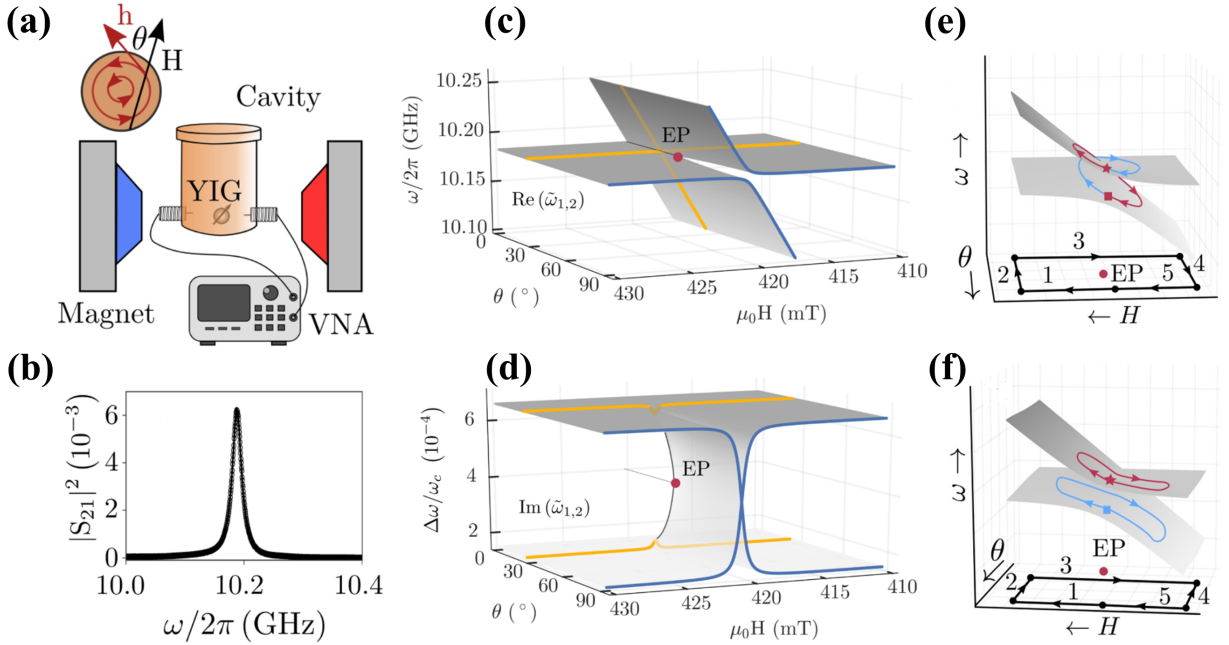 (a)
h
θ
H
Cavity
YIG
Magnet
VNA
(b)
|S₂₁|² (10⁻³)
6
4
2
0
10.0
10.2
10.4
ω/2π (GHz)
(c)
ω/2π (GHz)
10.25
10.20
10.15
10.10
EP
Re (ω̃₁,₂)
0
30
60
90
θ (°)
430
425
420
415
410
μ₀H (mT)
(d)
Δω/ω_c (10⁻⁴)
6
4
2
EP
Im (ω̃₁,₂)
0
30
60
90
θ (°)
430
425
420
415
410
μ₀H (mT)
(e)
ω →
θ ↓
3
2
1
EP
5
4
← H
(f)
ω →
θ
EP
2
3
1
5
4
← H